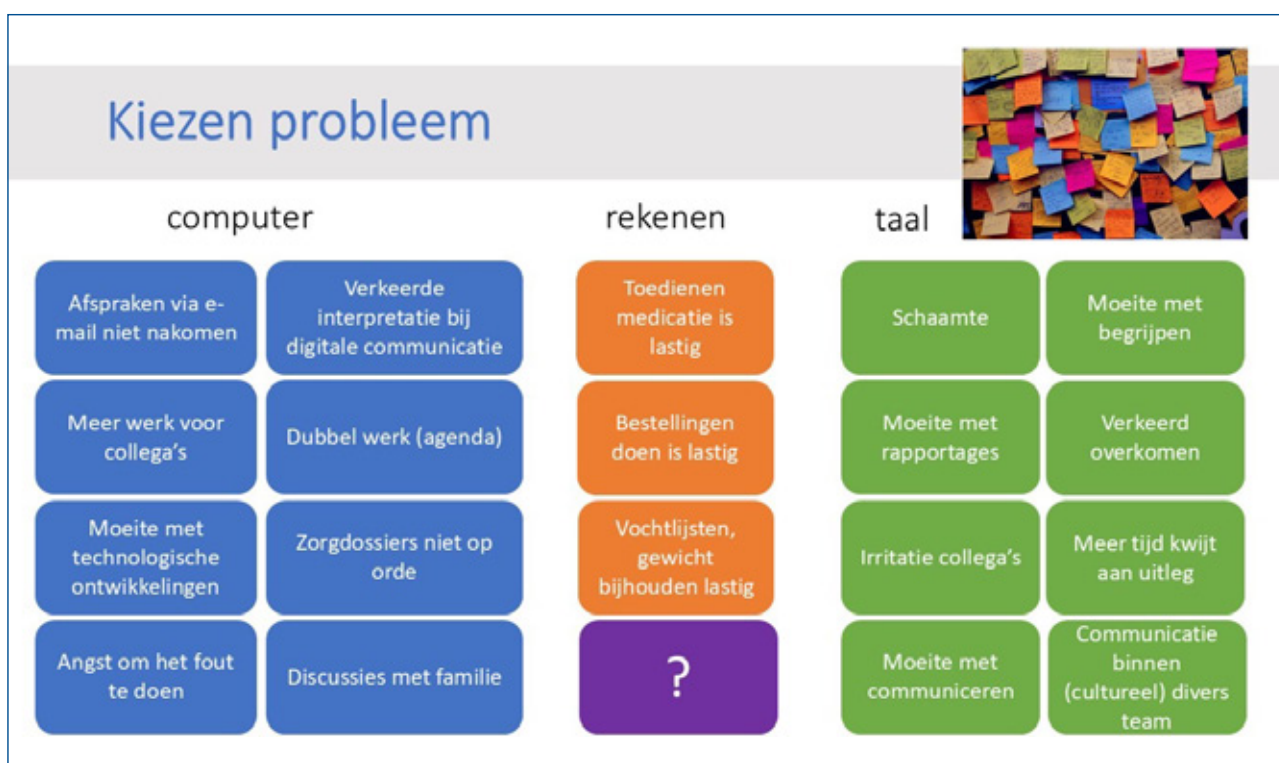 Kiezen probleem
computer
rekenen
taal
Afspraken via e-
mail niet nakomen
Verkeerde
interpretatie bij
digitale communicatie
Meer werk voor
collega's
Dubbel werk (agenda)
Moeite met
technologische
ontwikkelingen
Zorgdossiers niet op
orde
Angst om het fout
te doen
Discussies met familie
Toedienen
medicatie is
lastig
Bestellingen
doen is lastig
Vochtlijsten,
gewicht
bijhouden lastig
?
Schaamte
Moeite met
begrijpen
Moeite met
rapportages
Verkeerd
overkomen
Irritatie collega's
Meer tijd kwijt
aan uitleg
Moeite met
communiceren
Communicatie
binnen
(cultureel) divers
team